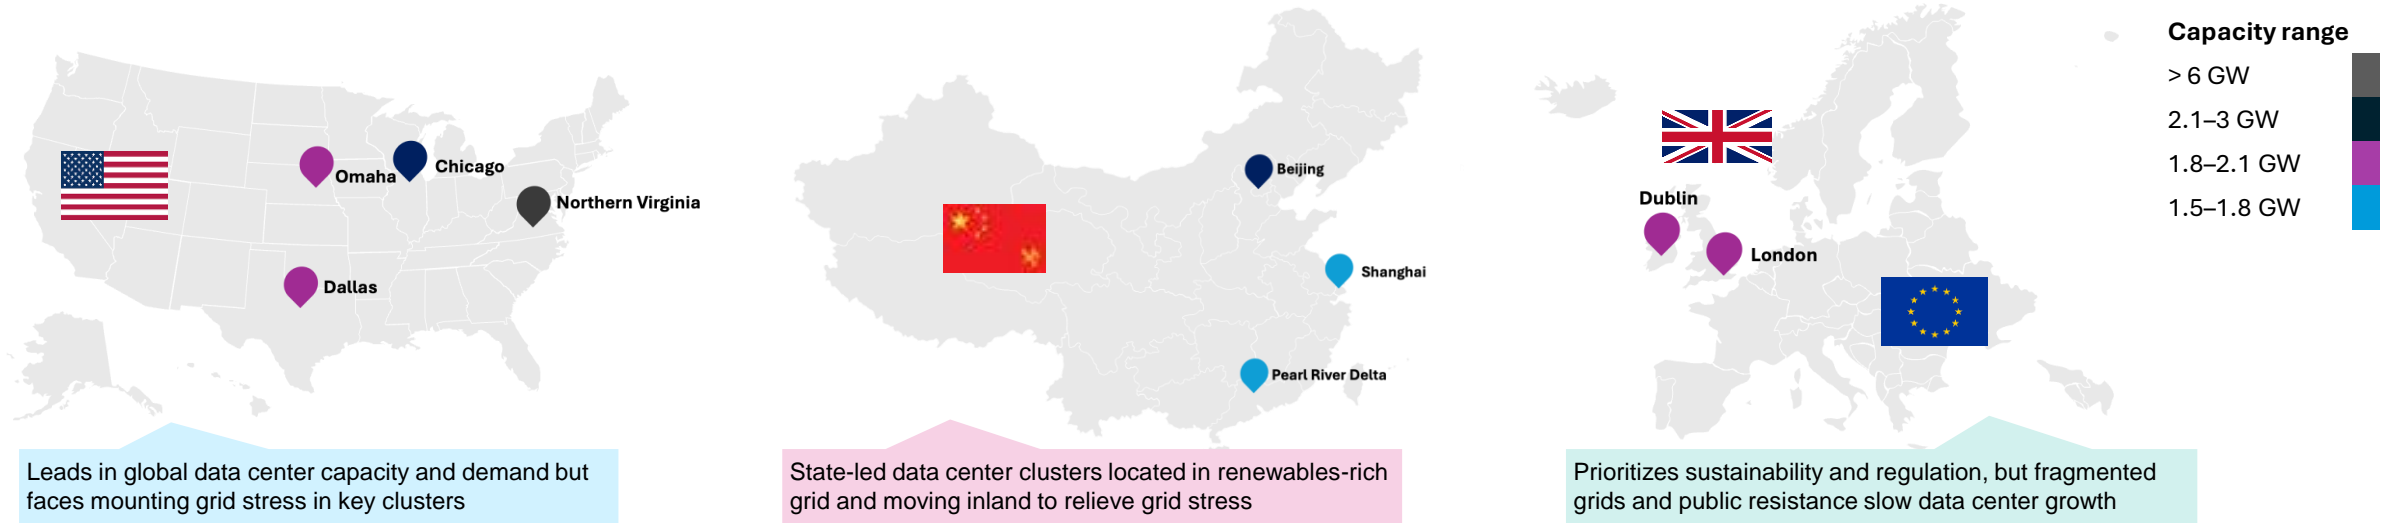 Omaha
Chicago
Northern Virginia
Dallas
Leads in global data center capacity and demand but
faces mounting grid stress in key clusters
Beijing
Shanghai
Pearl River Delta
State-led data center clusters located in renewables-rich
grid and moving inland to relieve grid stress
Dublin
London
Prioritizes sustainability and regulation, but fragmented
grids and public resistance slow data center growth
Capacity range
> 6 GW
2.1–3 GW
1.8–2.1 GW
1.5–1.8 GW